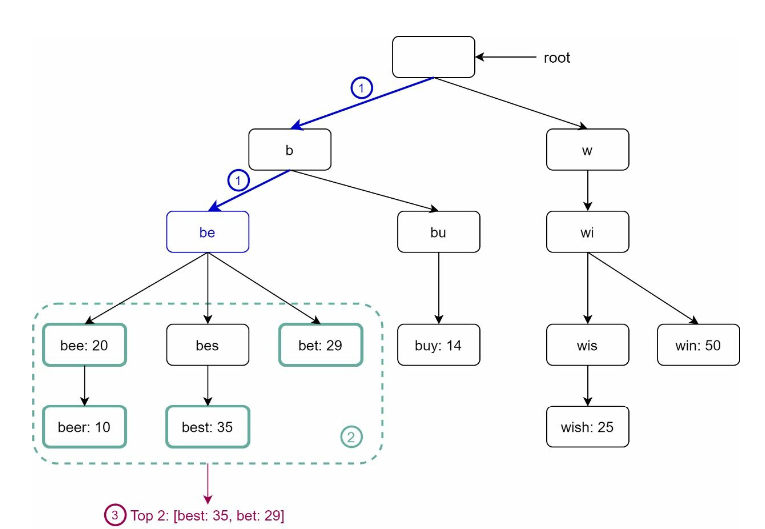 root
1
b
w
1
be
bu
wi
bee: 20
bes
bet: 29
buy: 14
wis
win: 50
beer: 10
best: 35
2
wish: 25
3 Top 2: [best: 35, bet: 29]